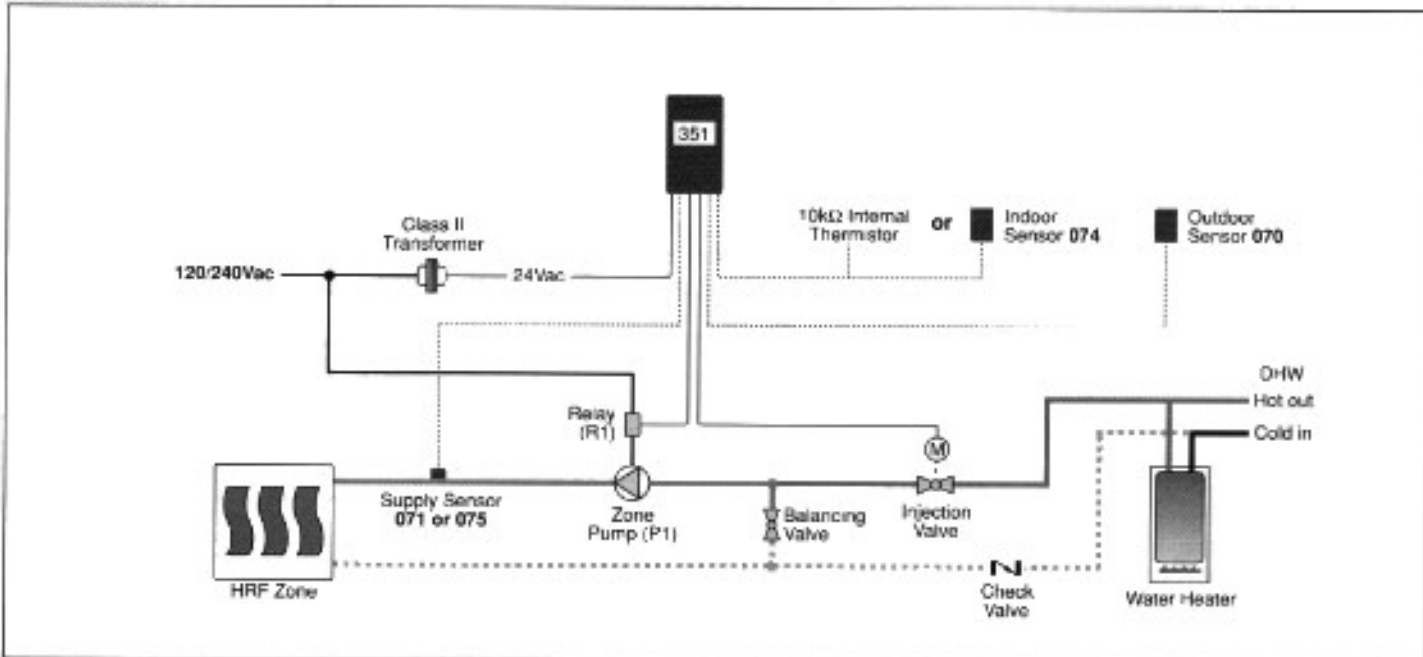 351
Class II
Transformer
10kΩ Internal
Thermistor
or
Indoor
Sensor 074
Outdoor
Sensor 070
120/240Vac
24Vac
DHW
Hot out
Cold in
Relay
(R1)
M
Supply Sensor
071 or 075
Zone
Pump (P1)
Balancing
Valve
Injection
Valve
HRF Zone
Check
Valve
Water Heater